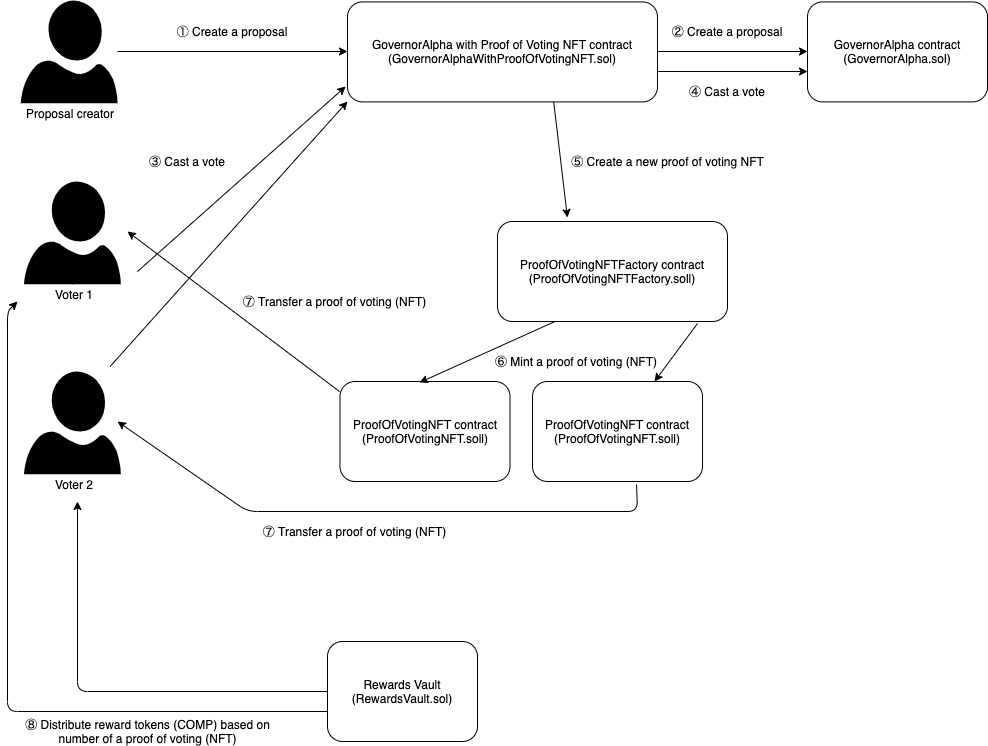 ① Create a proposal
② Create a proposal
GovernorAlpha with Proof of Voting NFT contract
(GovernorAlphaWithProofOfVotingNFT.sol)
GovernorAlpha contract
(GovernorAlpha.sol)
④ Cast a vote
Proposal creator
③ Cast a vote
⑤ Create a new proof of voting NFT
ProofOfVotingNFTFactory contract
(ProofOfVotingNFTFactory.soll)
Voter 1
⑦ Transfer a proof of voting (NFT)
⑥ Mint a proof of voting (NFT)
ProofOfVotingNFT contract
(ProofOfVotingNFT.soll)
ProofOfVotingNFT contract
(ProofOfVotingNFT.soll)
Voter 2
⑦ Transfer a proof of voting (NFT)
Rewards Vault
(RewardsVault.sol)
⑧ Distribute reward tokens (COMP) based on
number of a proof of voting (NFT)